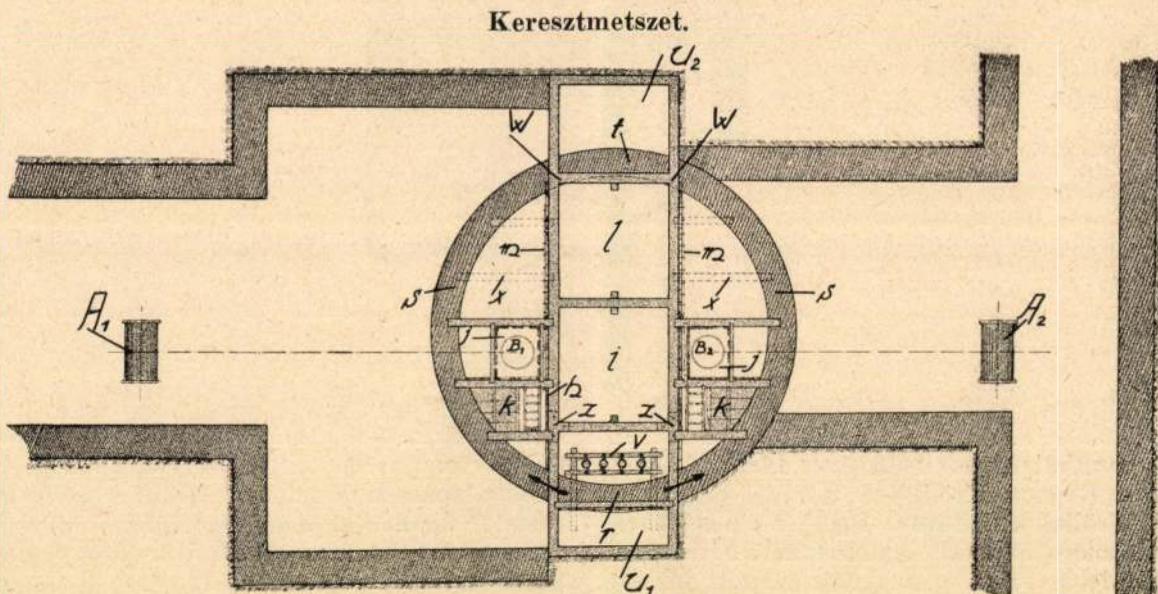 Keresztmetszet.
U₂
W W
t
l
m m
s x x s
A₁ A₂
j B₁ i B₂ j
k h k
z z
v
r
U₁